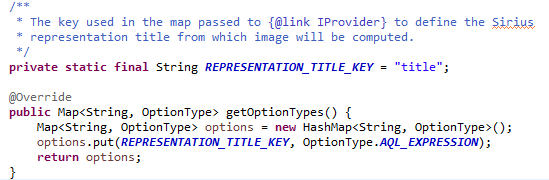 /**
 * The key used in the map passed to {@link IProvider} to define the Sirius
 * representation title from which image will be computed.
 */
private static final String REPRESENTATION_TITLE_KEY = "title";

@Override
public Map<String, OptionType> getOptionTypes() {
    Map<String, OptionType> options = new HashMap<String, OptionType>();
    options.put(REPRESENTATION_TITLE_KEY, OptionType.AQL_EXPRESSION);
    return options;
}